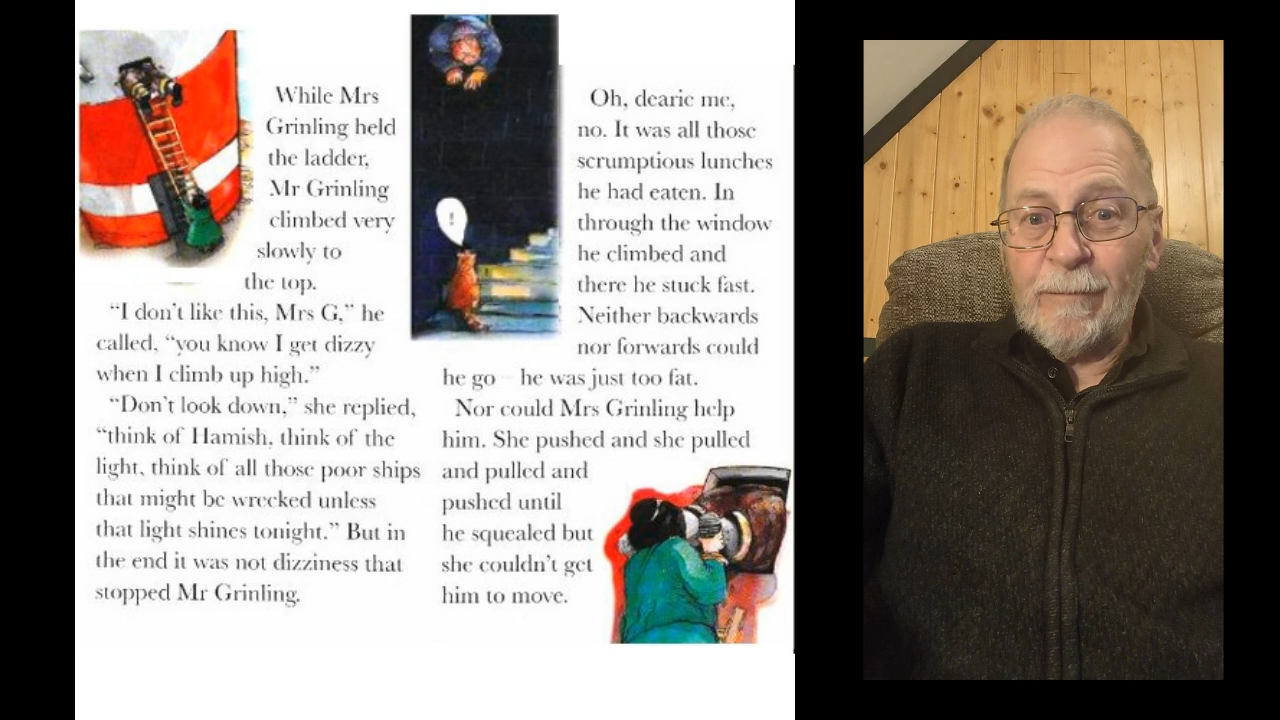 While Mrs
Grinling held
the ladder,
Mr Grinling
climbed very
slowly to
the top.
“I don’t like this, Mrs G,” he
called, “you know I get dizzy
when I climb up high.”
“Don’t look down,” she replied,
“think of Hamish, think of the
light, think of all those poor ships
that might be wrecked unless
that light shines tonight.” But in
the end it was not dizziness that
stopped Mr Grinling.
!
Oh, dearie me,
no. It was all those
scrumptious lunches
he had eaten. In
through the window
he climbed and
there he stuck fast.
Neither backwards
nor forwards could
he go – he was just too fat.
Nor could Mrs Grinling help
him. She pushed and she pulled
and pulled and
pushed until
he squealed but
she couldn’t get
him to move.